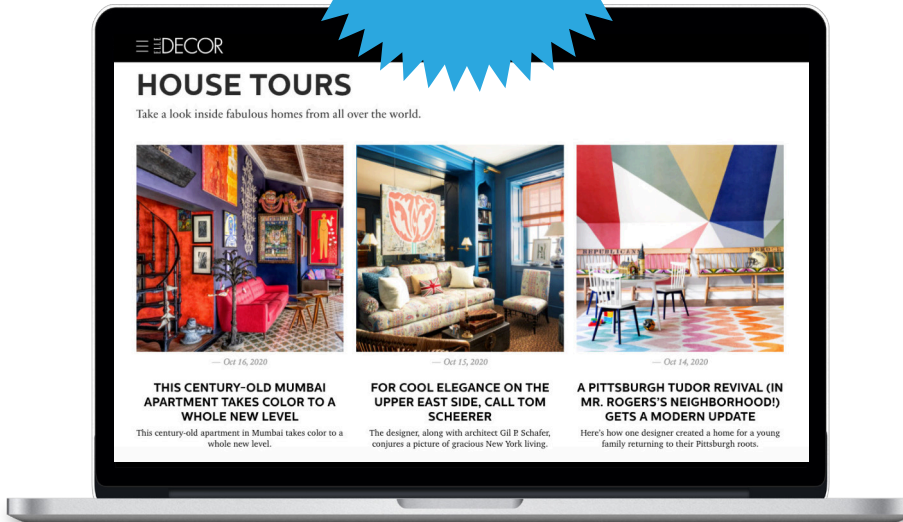 ELLE DECOR
HOUSE TOURS
Take a look inside fabulous homes from all over the world.
REPUBLICAN
— Oct 16, 2020
— Oct 15, 2020
— Oct 14, 2020
THIS CENTURY-OLD MUMBAI
APARTMENT TAKES COLOR TO A
WHOLE NEW LEVEL
This century-old apartment in Mumbai takes color to a
whole new level.
FOR COOL ELEGANCE ON THE
UPPER EAST SIDE, CALL TOM
SCHEERER
The designer, along with architect Gil P. Schafer,
conjures a picture of gracious New York living.
A PITTSBURGH TUDOR REVIVAL (IN
MR. ROGERS'S NEIGHBORHOOD!)
GETS A MODERN UPDATE
Here's how one designer created a home for a young
family returning to their Pittsburgh roots.